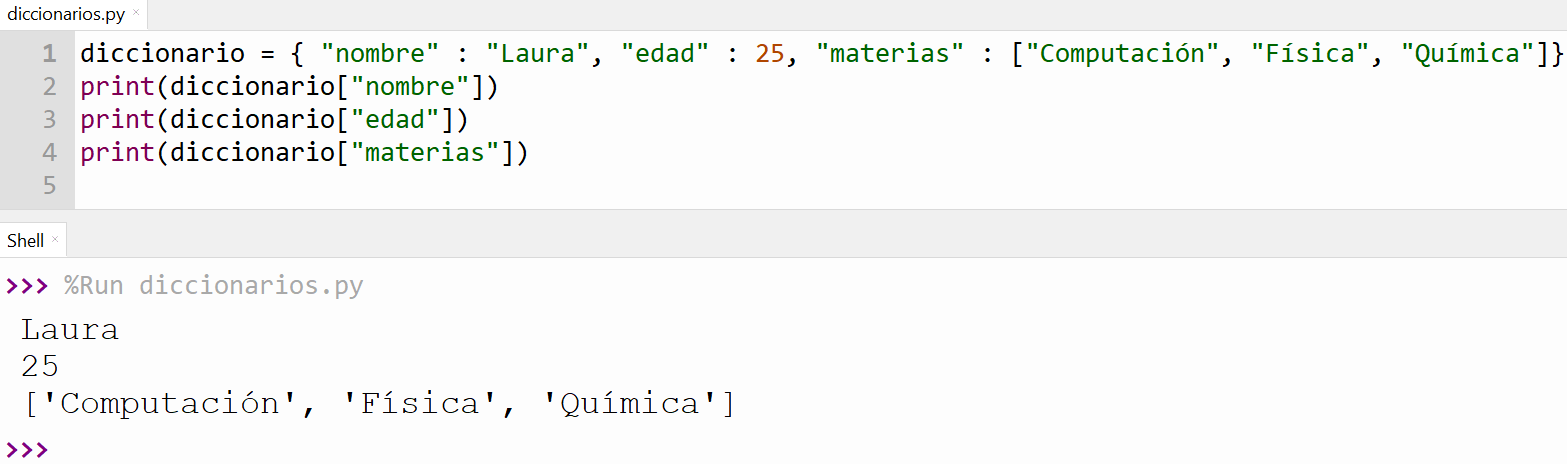 diccionarios.py ×
1 diccionario = { "nombre" : "Laura", "edad" : 25, "materias" : ["Computación", "Física", "Química"]}
2 print(diccionario["nombre"])
3 print(diccionario["edad"])
4 print(diccionario["materias"])
5
Shell ×
>>> %Run diccionarios.py
Laura
25
['Computación', 'Física', 'Química']
>>>